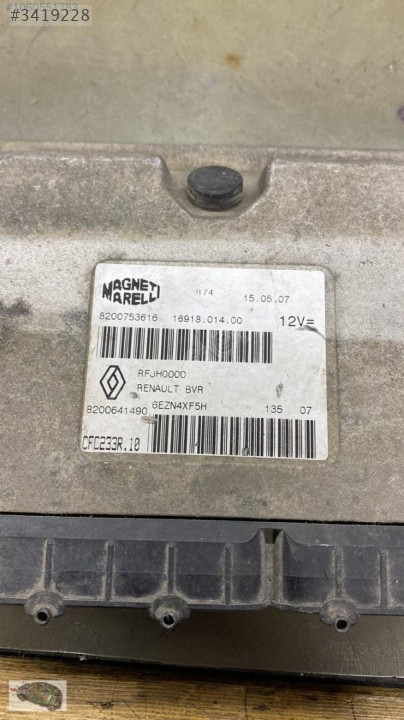 #3419228
MAGNETI MARELLI
15.05.07
8200753616 16918.014.00 12V=
RFJH0000
RENAULT BVR
8200641490 6EZN4XF5H 135 07
CFC233R.10